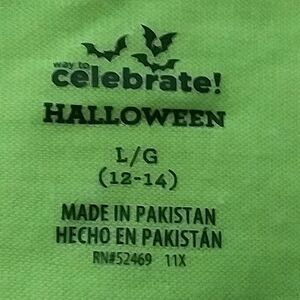 way to
celebrate!
HALLOWEEN
L/G
(12-14)
MADE IN PAKISTAN
HECHO EN PAKISTÁN
RN#52469 11X